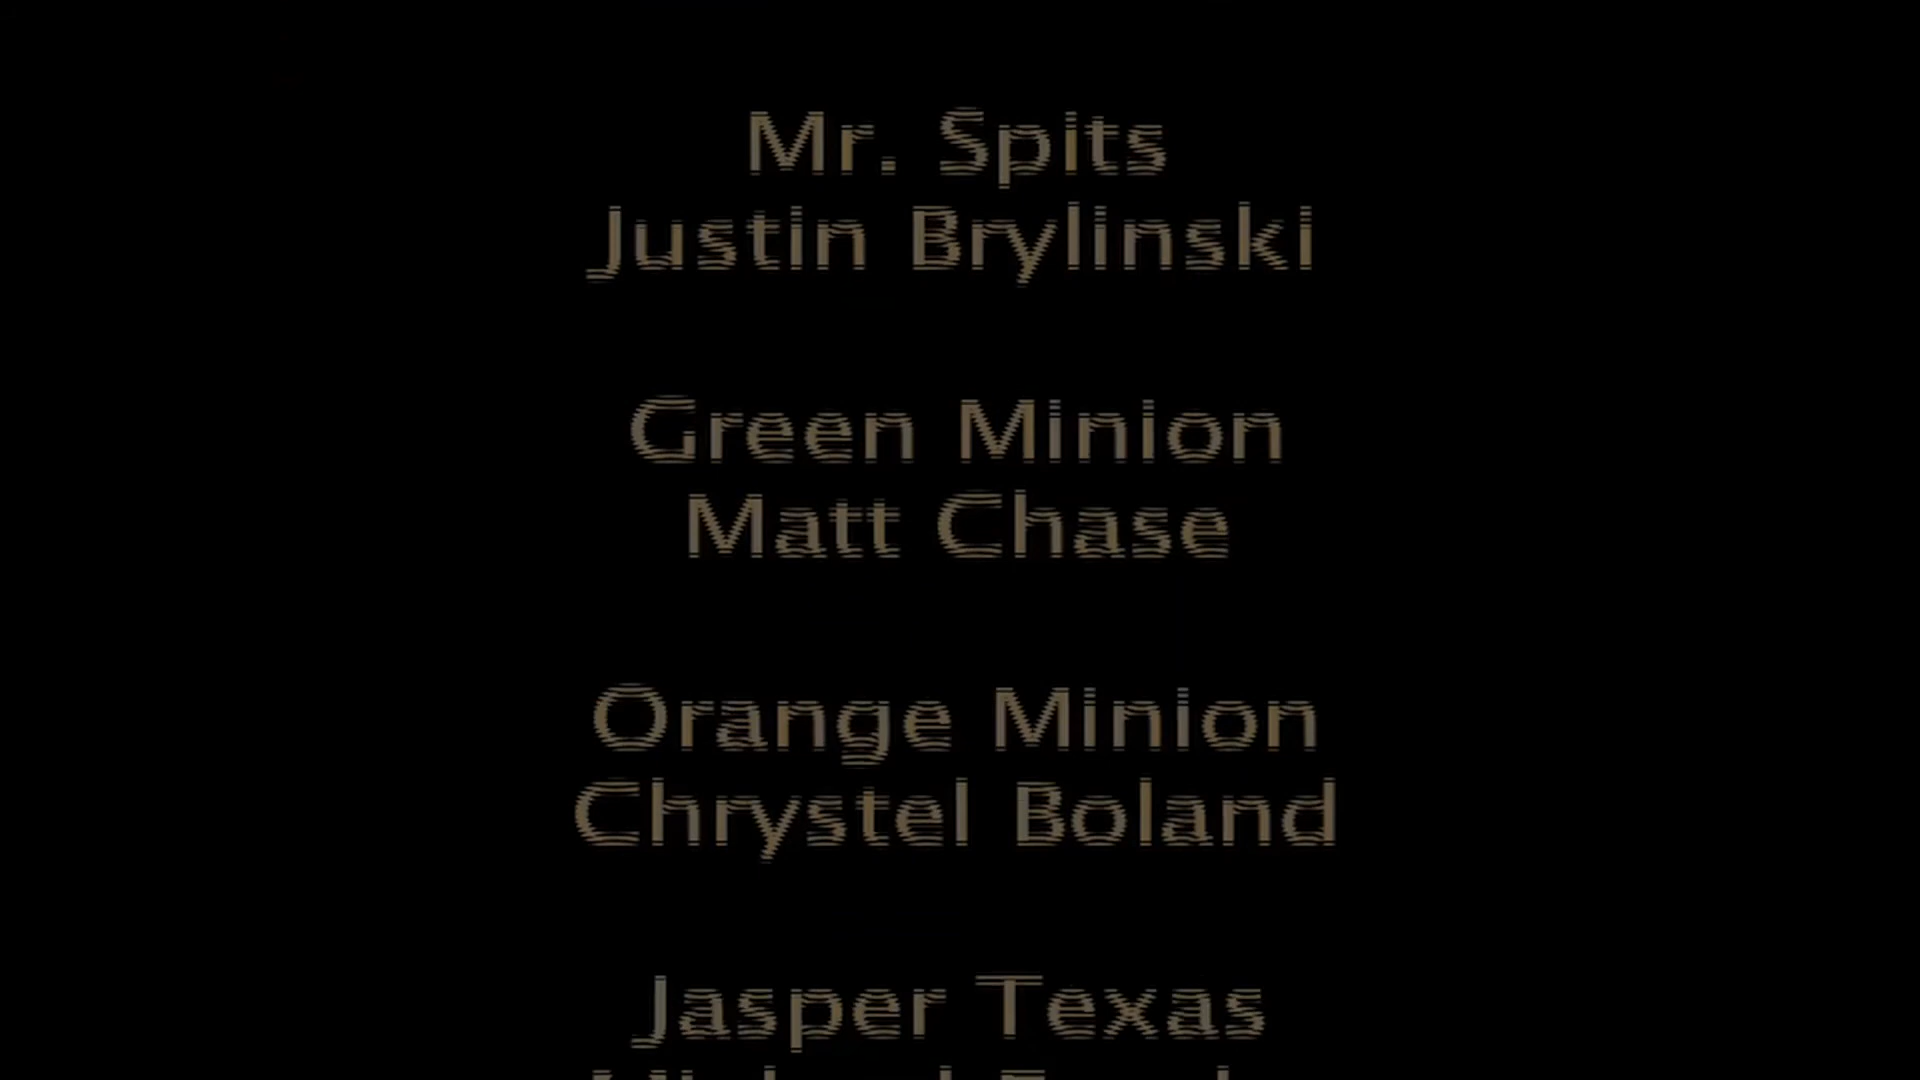 Mr. Spits
Justin Brylinski
Green Minion
Matt Chase
Orange Minion
Chrystel Boland
Jasper Texas